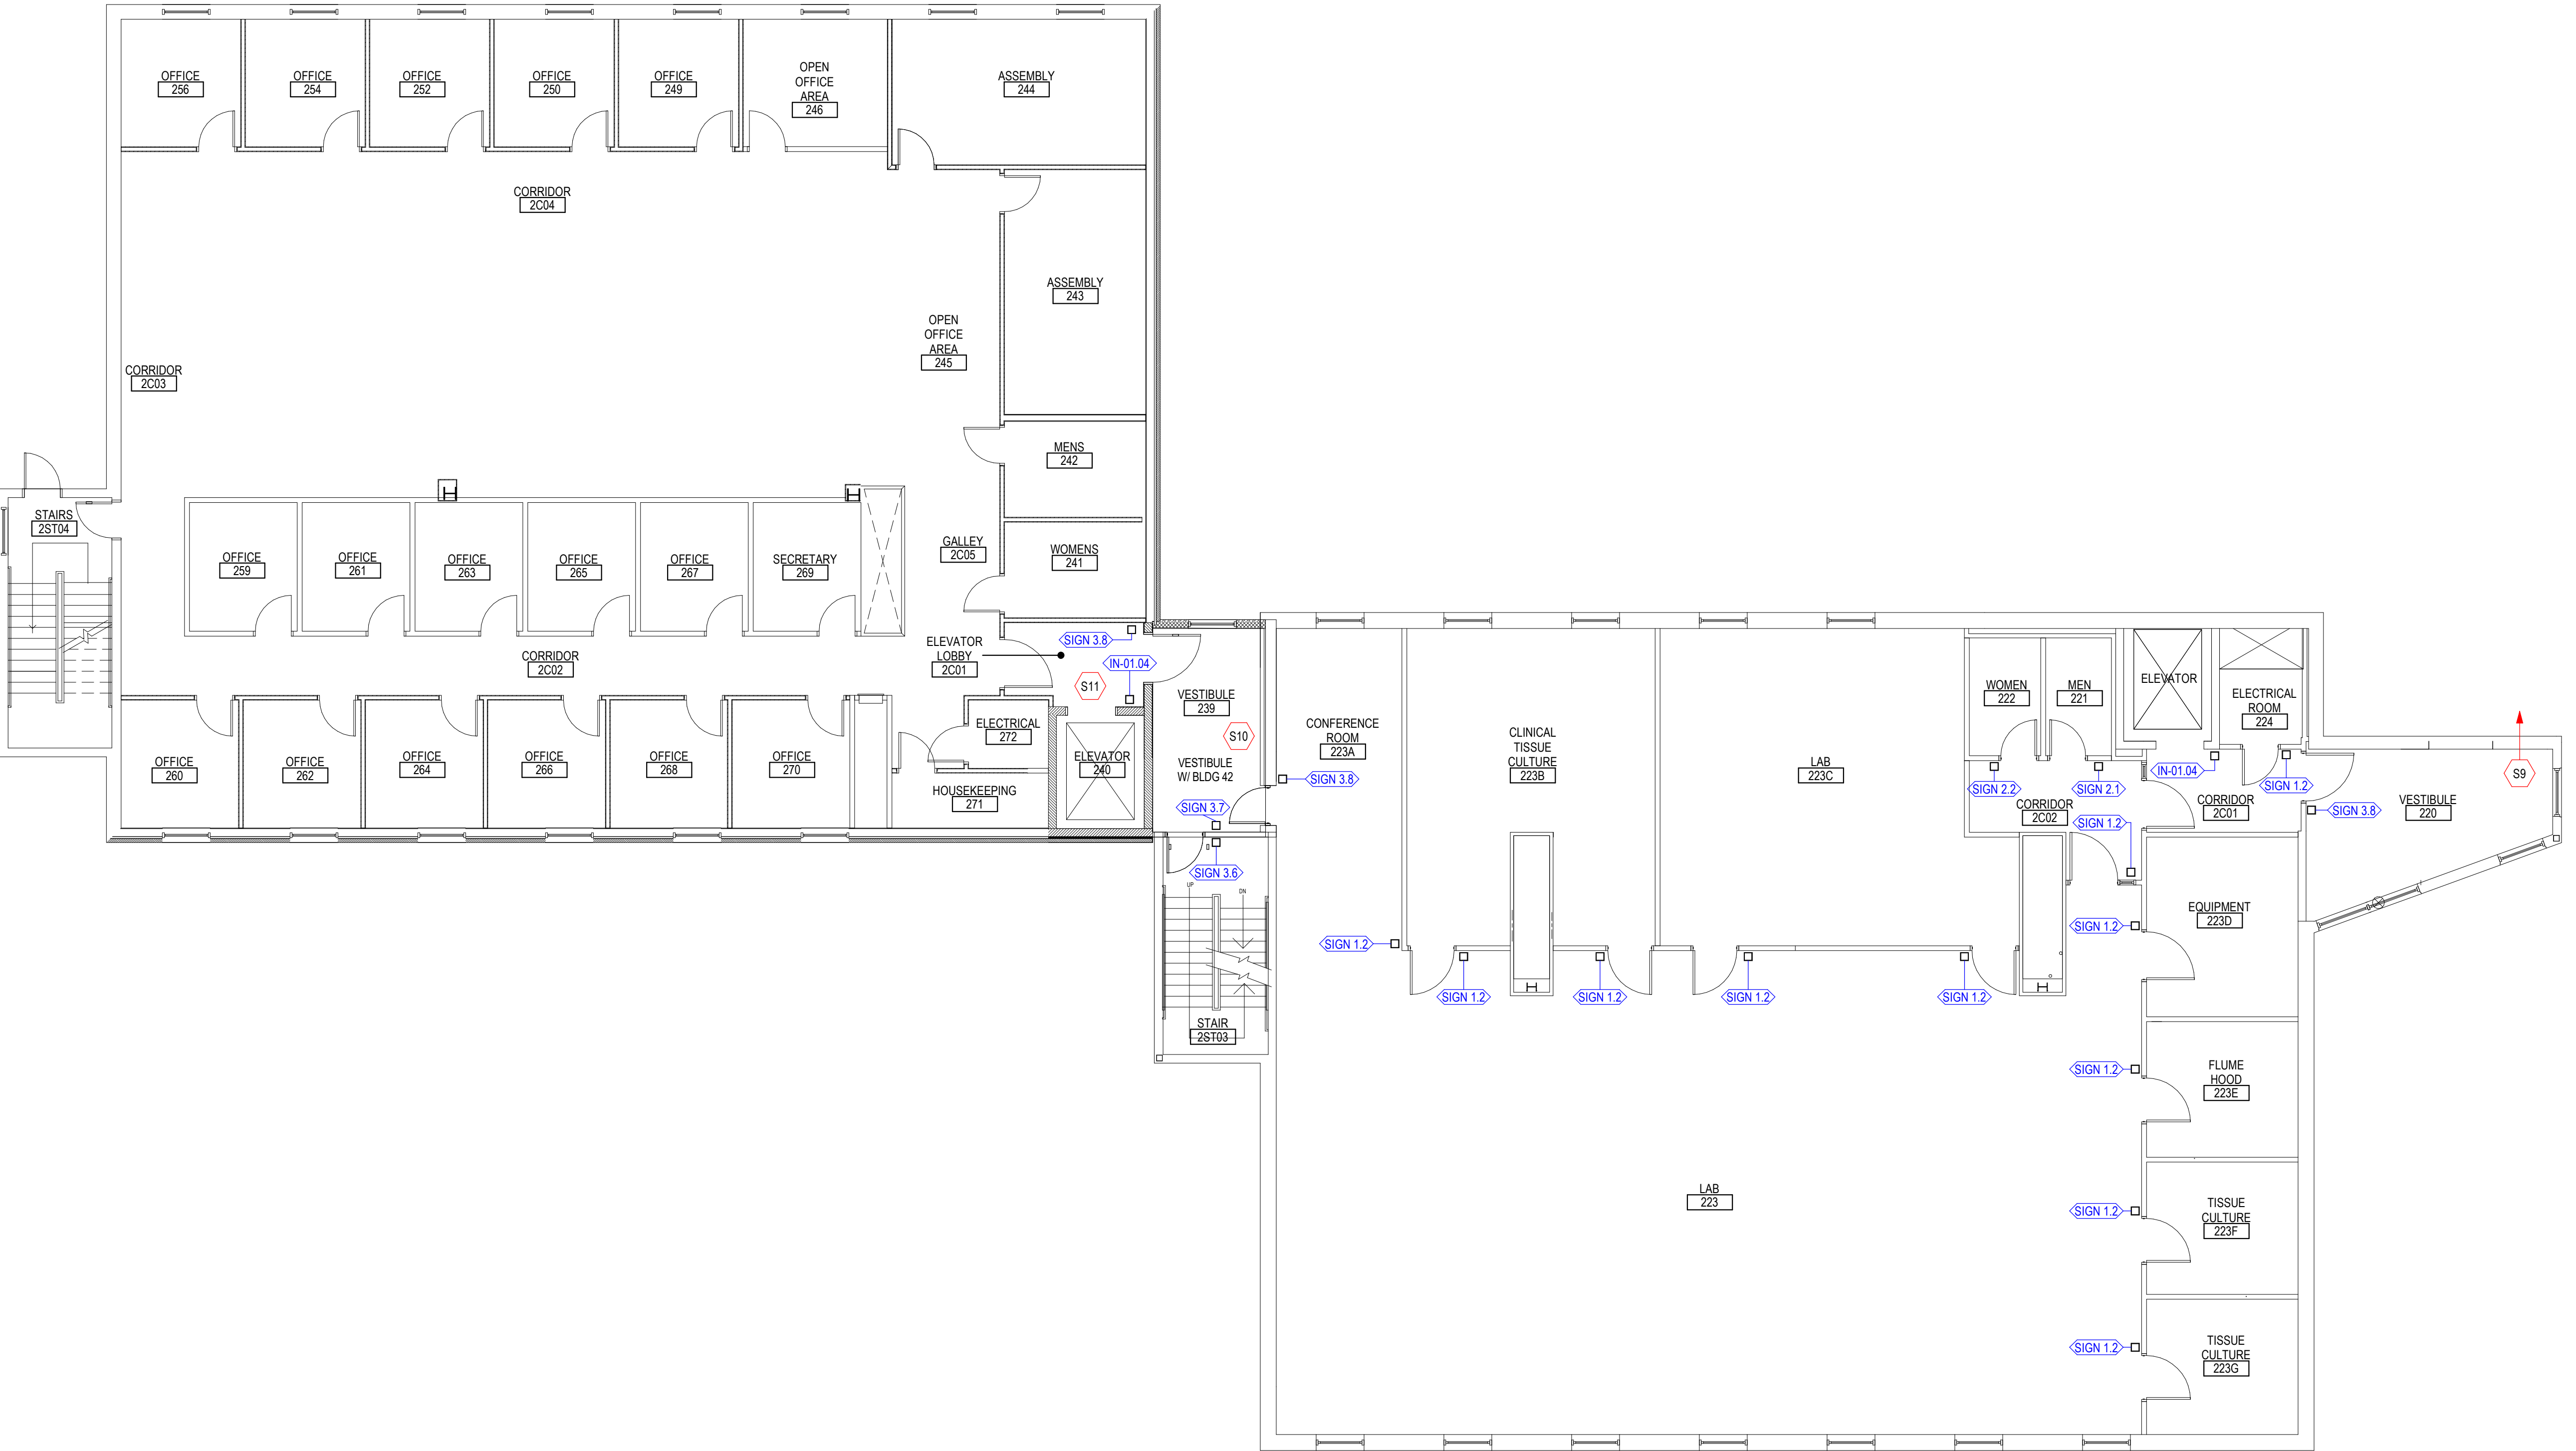 OFFICE
256
OFFICE
254
OFFICE
252
OFFICE
250
OFFICE
249
OPEN
OFFICE
AREA
246
ASSEMBLY
244
CORRIDOR
2C04
ASSEMBLY
243
OPEN
OFFICE
AREA
245
CORRIDOR
2C03
MENS
242
STAIRS
2ST04
H
H
OFFICE
259
OFFICE
261
OFFICE
263
OFFICE
265
OFFICE
267
SECRETARY
269
GALLEY
2C05
WOMENS
241
CORRIDOR
2C02
ELEVATOR
LOBBY
2C01
SIGN 3.8
IN-01.04
S11
VESTIBULE
239
S10
VESTIBULE
W/ BLDG 42
OFFICE
260
OFFICE
262
OFFICE
264
OFFICE
266
OFFICE
268
OFFICE
270
ELECTRICAL
272
HOUSEKEEPING
271
ELEVATOR
240
SIGN 3.7
SIGN 3.6
UP
DN
STAIR
2ST03
CONFERENCE
ROOM
223A
SIGN 3.8
CLINICAL
TISSUE
CULTURE
223B
LAB
223C
WOMEN
222
MEN
221
ELEVATOR
ELECTRICAL
ROOM
224
S9
SIGN 2.2
SIGN 2.1
IN-01.04
SIGN 1.2
CORRIDOR
2C02
SIGN 1.2
CORRIDOR
2C01
SIGN 3.8
VESTIBULE
220
SIGN 1.2
EQUIPMENT
223D
SIGN 1.2
SIGN 1.2
H
SIGN 1.2
SIGN 1.2
SIGN 1.2
H
SIGN 1.2
FLUME
HOOD
223E
LAB
223
SIGN 1.2
TISSUE
CULTURE
223F
SIGN 1.2
TISSUE
CULTURE
223G